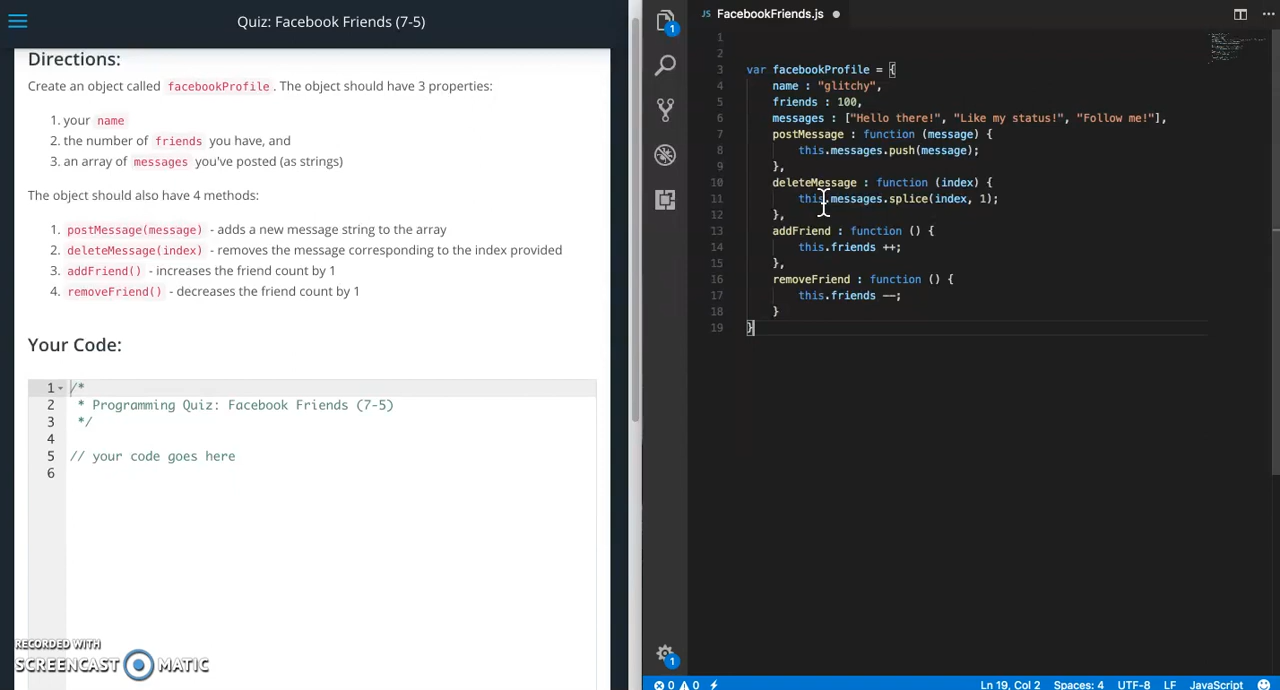 Quiz: Facebook Friends (7-5)
Directions:
Create an object called facebookProfile. The object should have 3 properties:
1. your name
2. the number of friends you have, and
3. an array of messages you've posted (as strings)
The object should also have 4 methods:
1. postMessage(message) - adds a new message string to the array
2. deleteMessage(index) - removes the message corresponding to the index provided
3. addFriend() - increases the friend count by 1
4. removeFriend() - decreases the friend count by 1
Your Code:
1 /*
2 * Programming Quiz: Facebook Friends (7-5)
3 */
4
5 // your code goes here
6
RECORDED WITH
SCREENCAST MATIC
JS FacebookFriends.js
1
1
1
2
3 var facebookProfile = {
4 name : "glitchy",
5 friends : 100,
6 messages : ["Hello there!", "Like my status!", "Follow me!"],
7 postMessage : function (message) {
8 this.messages.push(message);
9 },
10 deleteMessage : function (index) {
11 this.messages.splice(index, 1);
12 },
13 addFriend : function () {
14 this.friends ++;
15 },
16 removeFriend : function () {
17 this.friends --;
18 }
19 }
0 0 Ln 19, Col 2 Spaces: 4 UTF-8 LF JavaScript